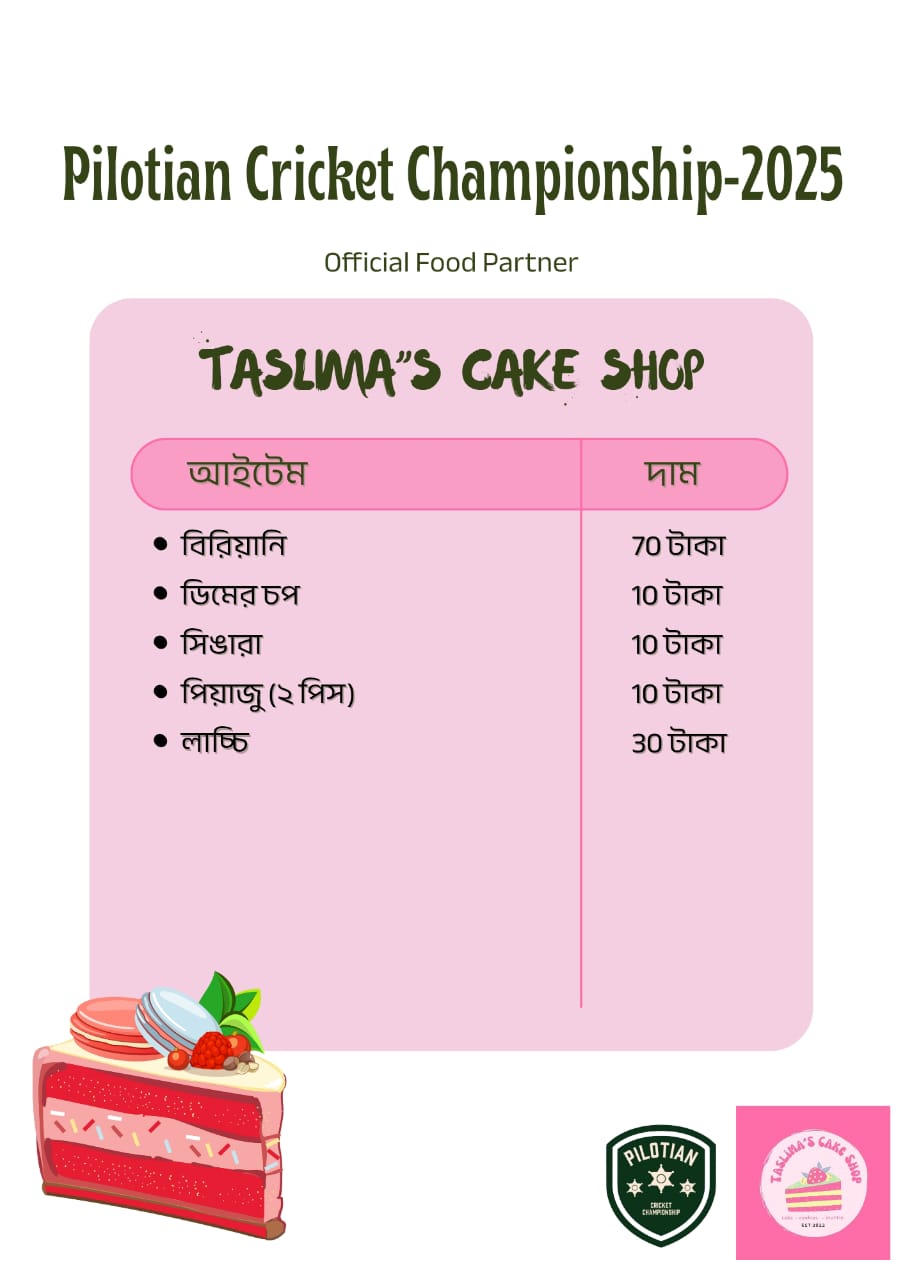 Pilotian Cricket Championship-2025
Official Food Partner
TASLIMA"S CAKE SHOP
আইটেম দাম
• বিরিয়ানি 70 টাকা
• ডিমের চপ 10 টাকা
• সিঙারা 10 টাকা
• পিয়াজু (২ পিস) 10 টাকা
• লাচ্চি 30 টাকা
PILOTIAN
CRICKET
CHAMPIONSHIP
TASLIMA'S CAKE SHOP
EST 2022